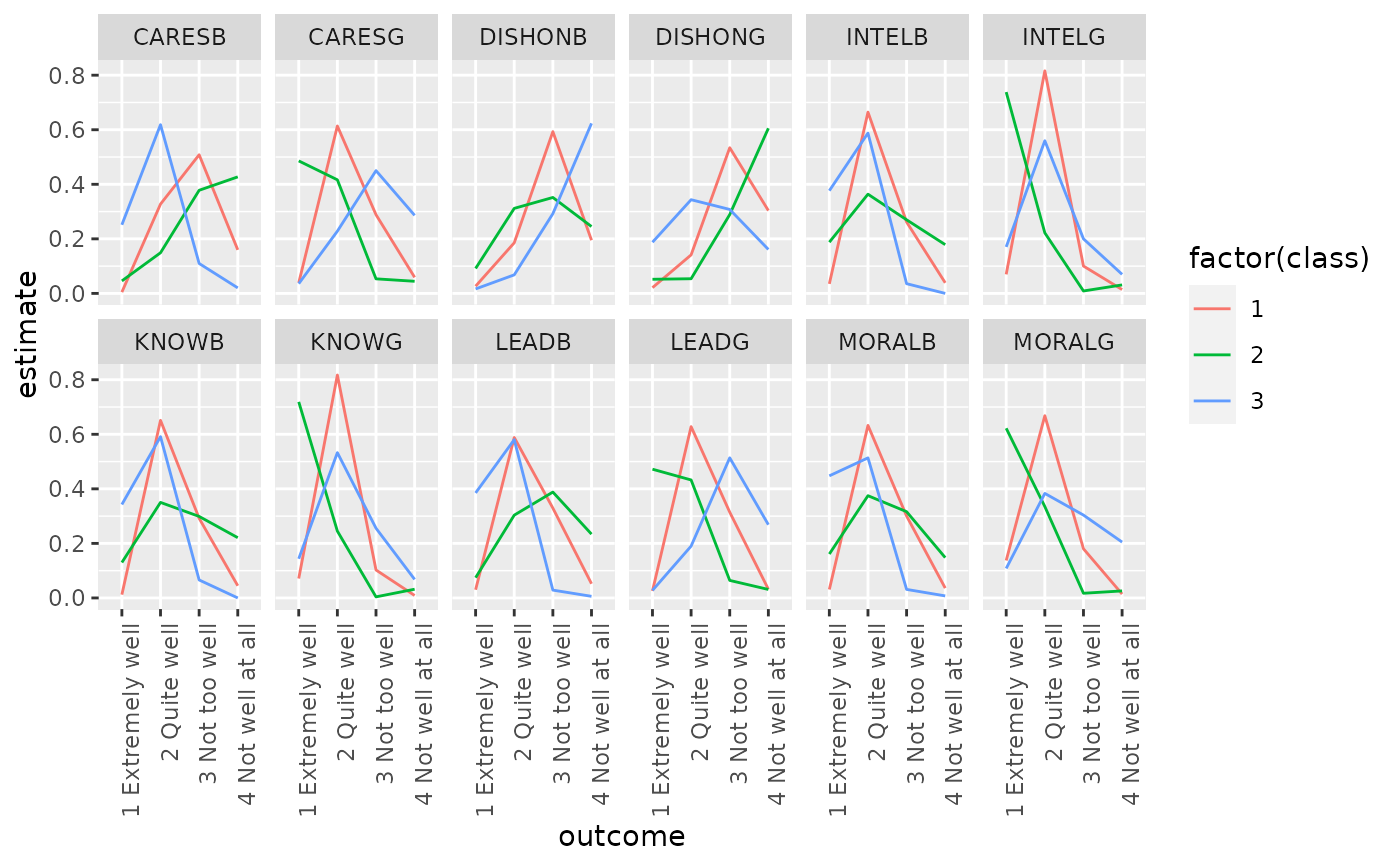 CARESB CARESG DISHONB DISHONG INTELB INTELG
0.8
0.6
0.4
0.2
0.0
KNOWB KNOWG LEADB LEADG MORALB MORALG
0.8
0.6
0.4
0.2
0.0
estimate
1 Extremely well
2 Quite well
3 Not too well
4 Not well at all
1 Extremely well
2 Quite well
3 Not too well
4 Not well at all
1 Extremely well
2 Quite well
3 Not too well
4 Not well at all
1 Extremely well
2 Quite well
3 Not too well
4 Not well at all
1 Extremely well
2 Quite well
3 Not too well
4 Not well at all
1 Extremely well
2 Quite well
3 Not too well
4 Not well at all
outcome
factor(class)
1
2
3